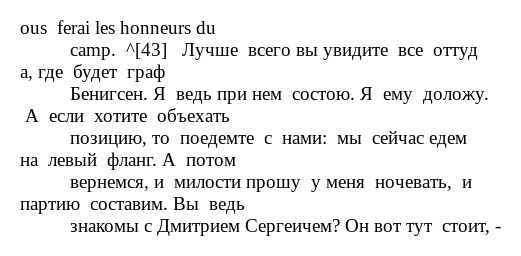 ous ferai les honneurs du
camp. ^[43] Лучше всего вы увидите все оттуд
а, где будет граф
Бенигсен. Я ведь при нем состою. Я ему доложу.
А если хотите объехать
позицию, то поедемте с нами: мы сейчас едем
на левый фланг. А потом
вернемся, и милости прошу у меня ночевать, и
партию составим. Вы ведь
знакомы с Дмитрием Сергеичем? Он вот тут стоит, -